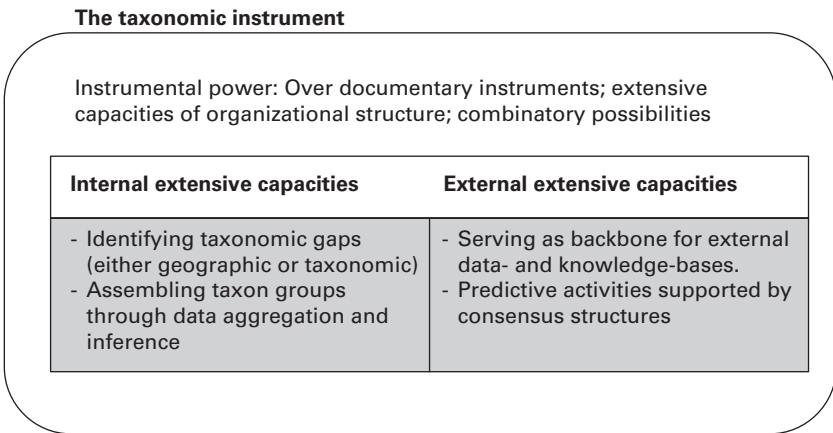 The taxonomic instrument
Instrumental power: Over documentary instruments; extensive
capacities of organizational structure; combinatory possibilities
Internal extensive capacities
External extensive capacities
- Identifying taxonomic gaps
(either geographic or taxonomic)
- Assembling taxon groups
through data aggregation and
inference
- Serving as backbone for external
data- and knowledge-bases.
- Predictive activities supported by
consensus structures